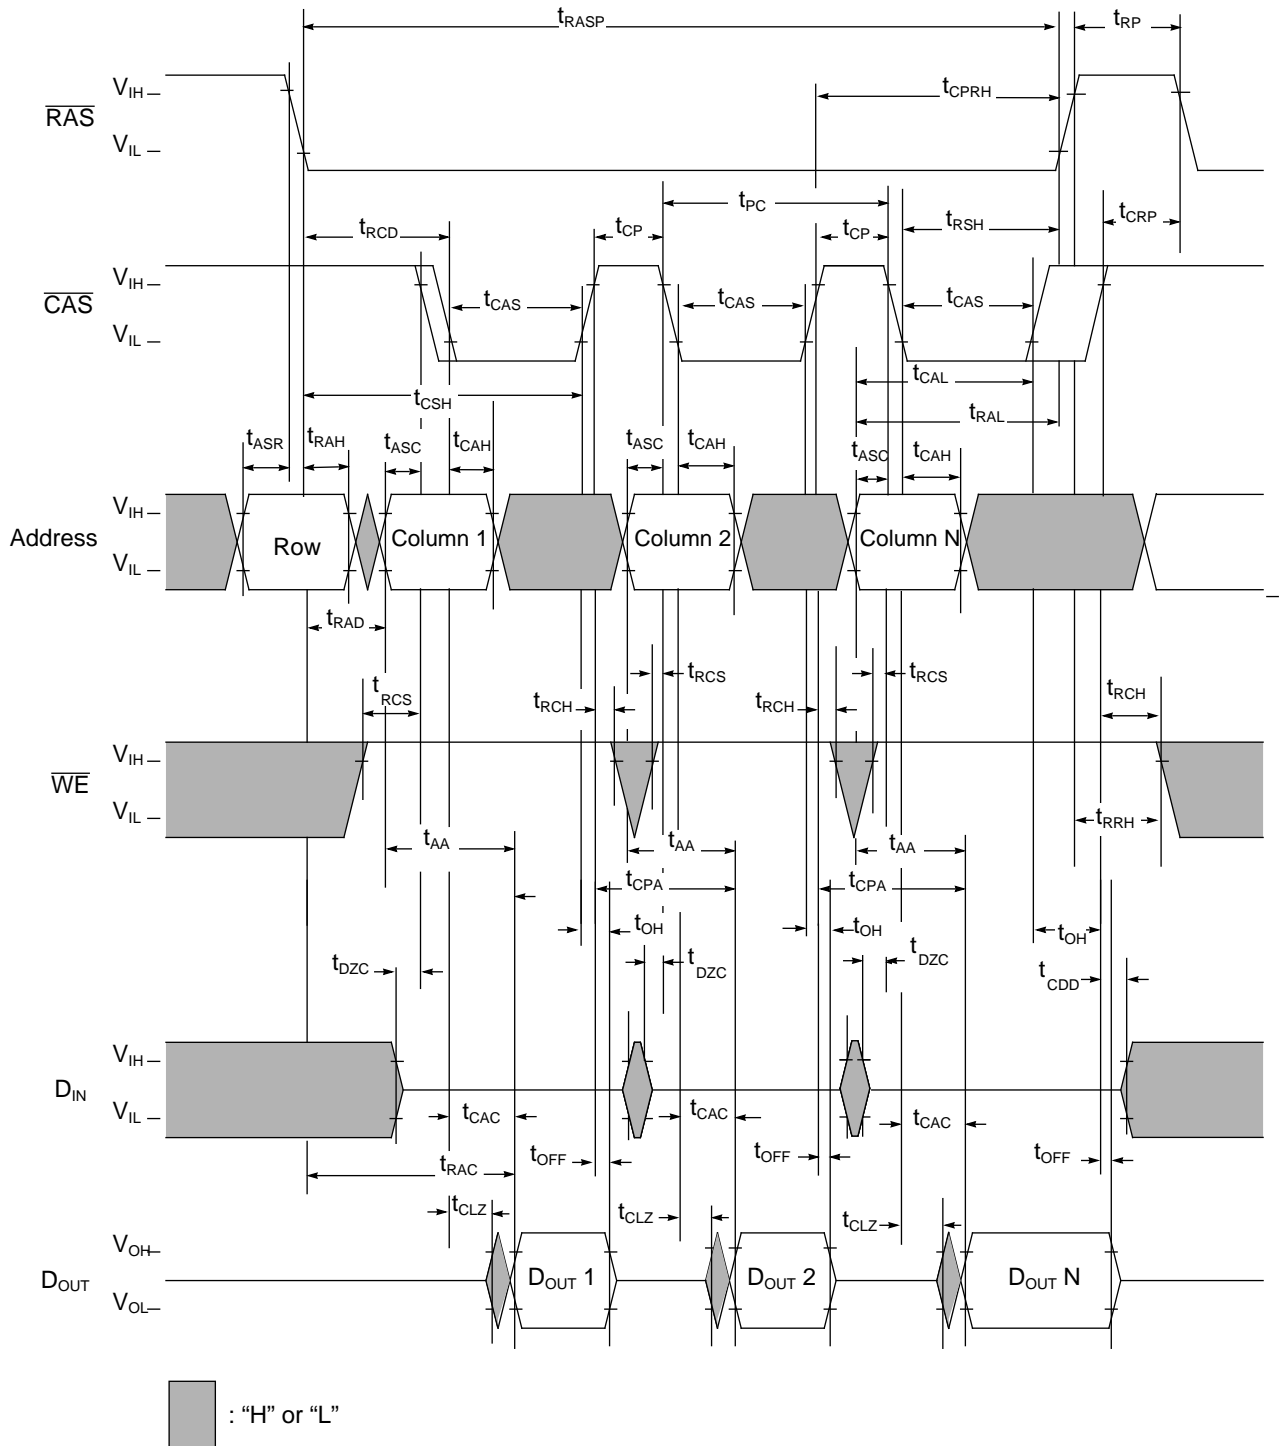 tRASP
tRP
VIH
tCPRH
RAS
VIL
tPC
tRCD
tCP
tCP
tRSH
tCRP
VIH
CAS
tCAS
tCAS
tCAS
VIL
tCAL
tCSH
tRAL
tASR
tRAH
tASC
tCAH
tASC
tCAH
tASC
tCAH
VIH
Address
Row
Column 1
Column 2
Column N
VIL
tRAD
tRCS
tRCH
tRCS
tRCH
tRCS
tRCH
VIH
WE
VIL
tRRH
tAA
tAA
tAA
tCPA
tCPA
tOH
tOH
tOH
tDZC
tDZC
tDZC
tCDD
VIH
DIN
VIL
tCAC
tCAC
tCAC
tRAC
tOFF
tOFF
tOFF
tCLZ
tCLZ
tCLZ
VOH
DOUT
DOUT 1
DOUT 2
DOUT N
VOL
: “H” or “L”